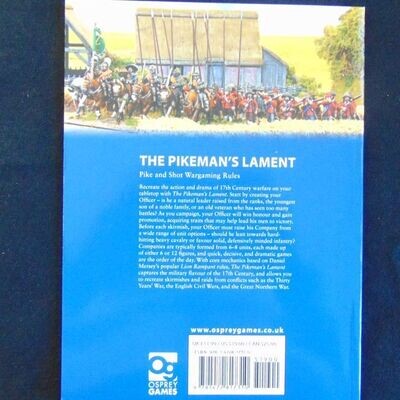 THE PIKEMAN'S LAMENT
Pike and Shot Wargaming Rules
Recreate the action and drama of 17th Century warfare on your
tabletop with The Pikeman's Lament. Start by creating your
Officer – is he a natural leader raised from the ranks, the youngest
son of a noble family, or an old veteran who has seen too many
battles? As you campaign, your Officer will win honour and gain
promotion, acquiring traits that may help lead his men to victory.
Before each skirmish, your Officer must raise his Company from
a wide range of unit options – should he lean towards hard-
hitting heavy cavalry or favour solid, defensively minded infantry?
Companies are typically formed from 6–8 units, each made up
of either 6 or 12 figures, and quick, decisive, and dramatic games
are the order of the day. With core mechanics based on Daniel
Mersey's popular Lion Rampant rules, The Pikeman's Lament
captures the military flavour of the 17th Century, and allows you to
recreate skirmishes and raids from conflicts such as the Thirty
Years' War, the English Civil Wars, and the Great Northern War.
www.ospreygames.co.uk
OSPREY
GAMES